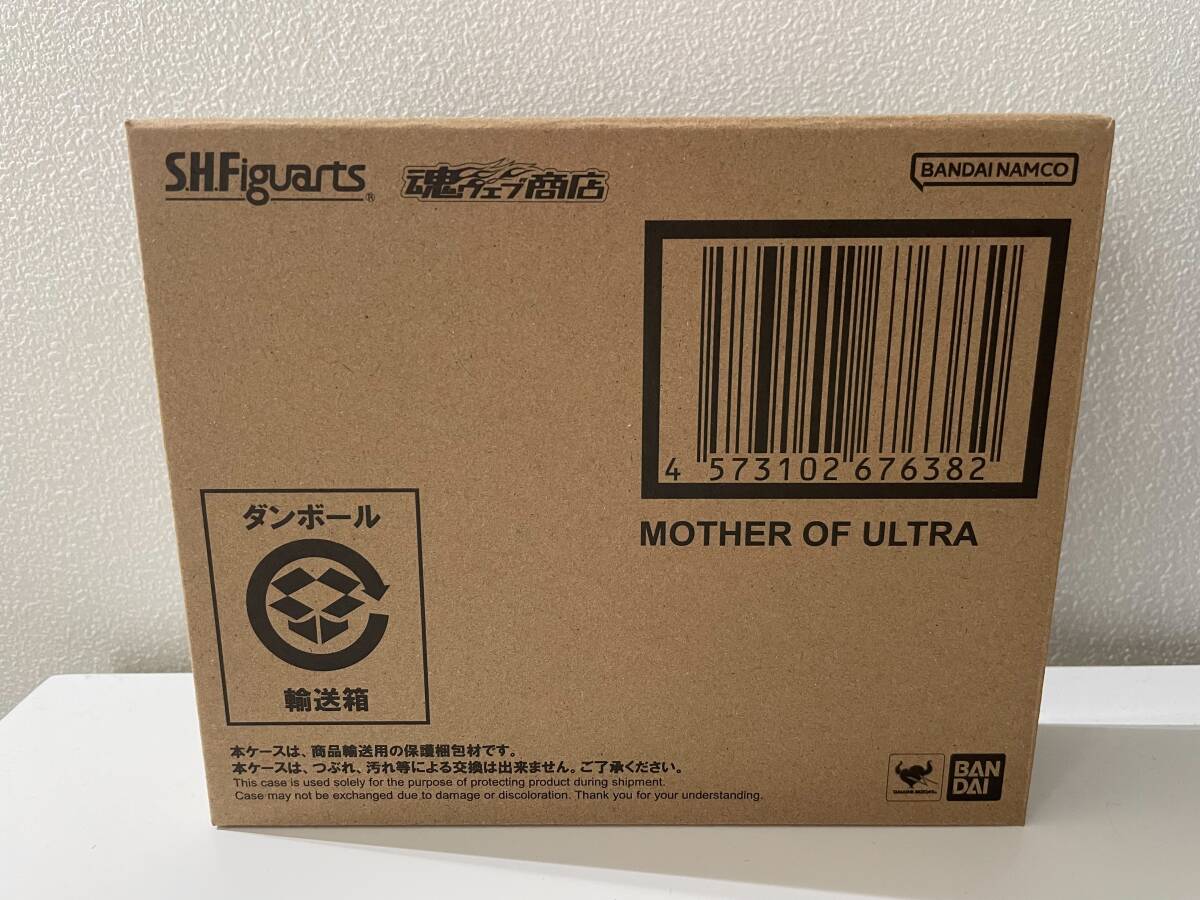 S.H.Figuarts®
魂ウェブ商店
BANDAI NAMCO
4 573102 676382
MOTHER OF ULTRA
ダンボール
輸送箱
本ケースは、商品輸送用の保護梱包材です。
本ケースは、つぶれ、汚れ等による交換は出来ません。ご了承ください。
This case is used solely for the purpose of protecting product during shipment.
Case may not be exchanged due to damage or discoloration. Thank you for your understanding.
TAMASHII NATIONS
BAN
DAI